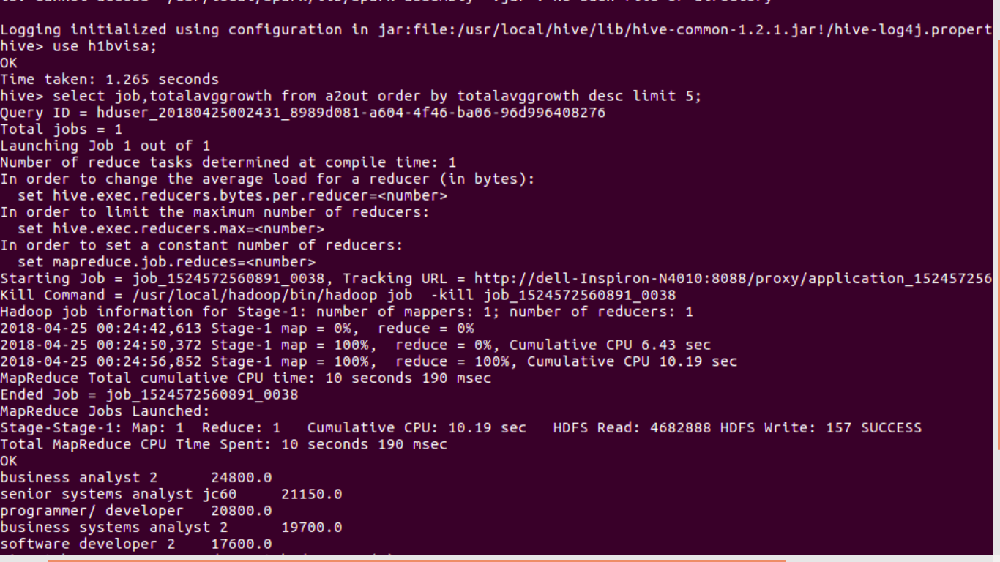 Logging initialized using configuration in jar:file:/usr/local/hive/lib/hive-common-1.2.1.jar!/hive-log4j.propert
hive> use h1bvisa;
OK
Time taken: 1.265 seconds
hive> select job,totalavggrowth from a2out order by totalavggrowth desc limit 5;
Query ID = hduser_20180425002431_8989d081-a604-4f46-ba06-96d996408276
Total jobs = 1
Launching Job 1 out of 1
Number of reduce tasks determined at compile time: 1
In order to change the average load for a reducer (in bytes):
  set hive.exec.reducers.bytes.per.reducer=<number>
In order to limit the maximum number of reducers:
  set hive.exec.reducers.max=<number>
In order to set a constant number of reducers:
  set mapreduce.job.reduces=<number>
Starting Job = job_1524572560891_0038, Tracking URL = http://dell-Inspiron-N4010:8088/proxy/application_152457256
Kill Command = /usr/local/hadoop/bin/hadoop job  -kill job_1524572560891_0038
Hadoop job information for Stage-1: number of mappers: 1; number of reducers: 1
2018-04-25 00:24:42,613 Stage-1 map = 0%,  reduce = 0%
2018-04-25 00:24:50,372 Stage-1 map = 100%,  reduce = 0%, Cumulative CPU 6.43 sec
2018-04-25 00:24:56,852 Stage-1 map = 100%,  reduce = 100%, Cumulative CPU 10.19 sec
MapReduce Total cumulative CPU time: 10 seconds 190 msec
Ended Job = job_1524572560891_0038
MapReduce Jobs Launched:
Stage-Stage-1: Map: 1  Reduce: 1   Cumulative CPU: 10.19 sec   HDFS Read: 4682888 HDFS Write: 157 SUCCESS
Total MapReduce CPU Time Spent: 10 seconds 190 msec
OK
business analyst 2      24800.0
senior systems analyst jc60     21150.0
programmer/ developer   20800.0
business systems analyst 2      19700.0
software developer 2    17600.0